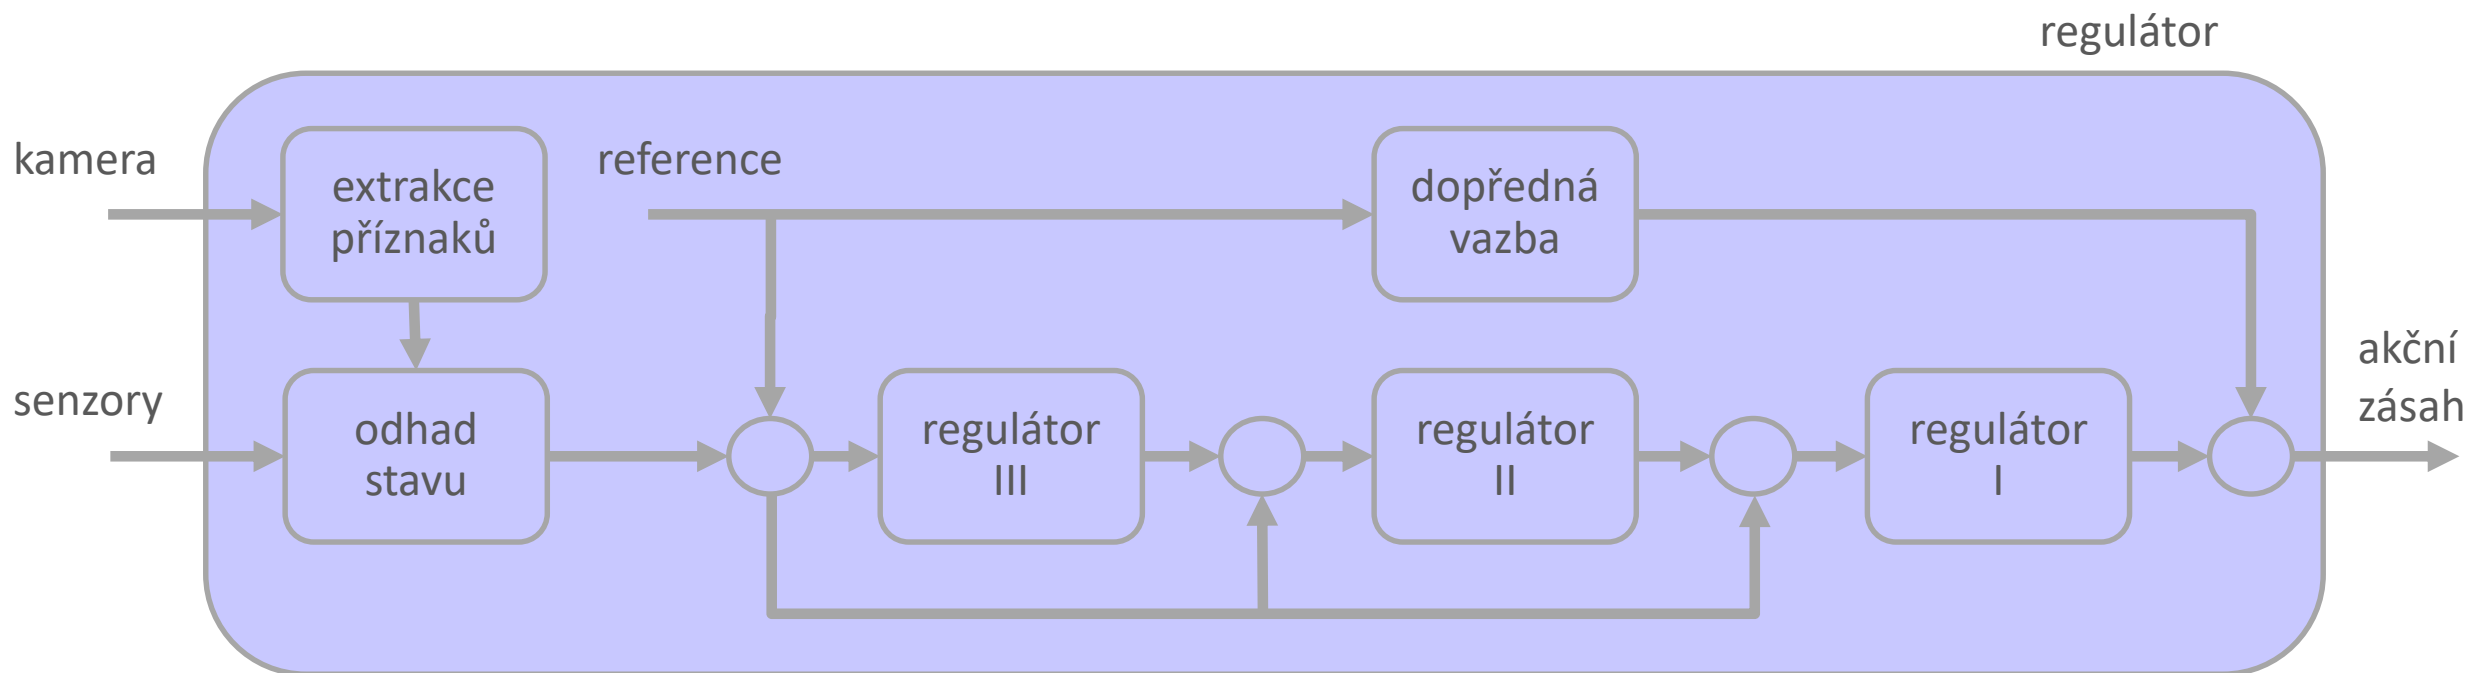 regulátor
kamera
extrakce
příznaků
reference
dopředná
vazba
senzory
odhad
stavu
regulátor
III
regulátor
II
regulátor
I
akční
zásah